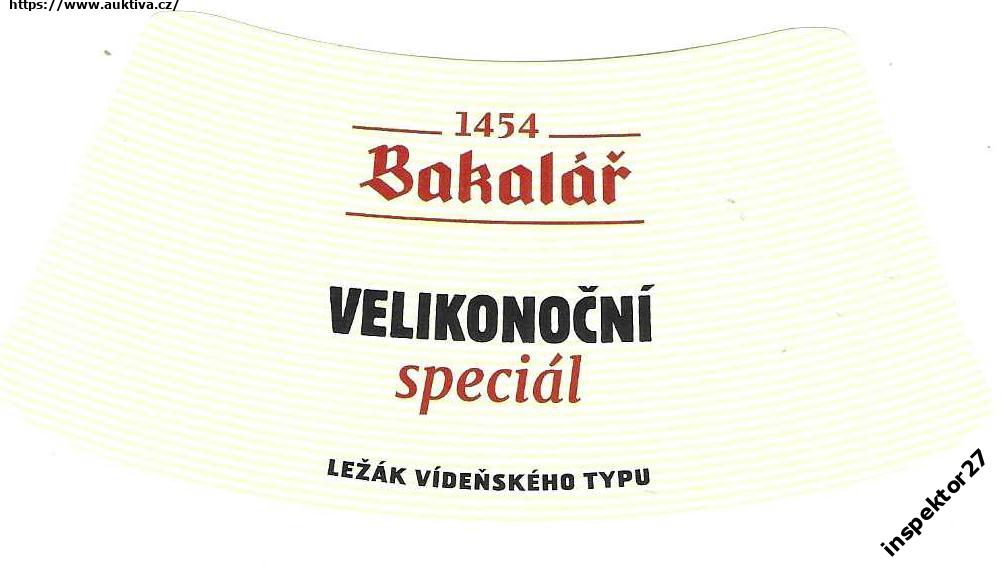 https://www.auktiva.cz/
1454
Bakalář
VELIKONOČNÍ
speciál
LEŽÁK VÍDEŇSKÉHO TYPU
inspektor27